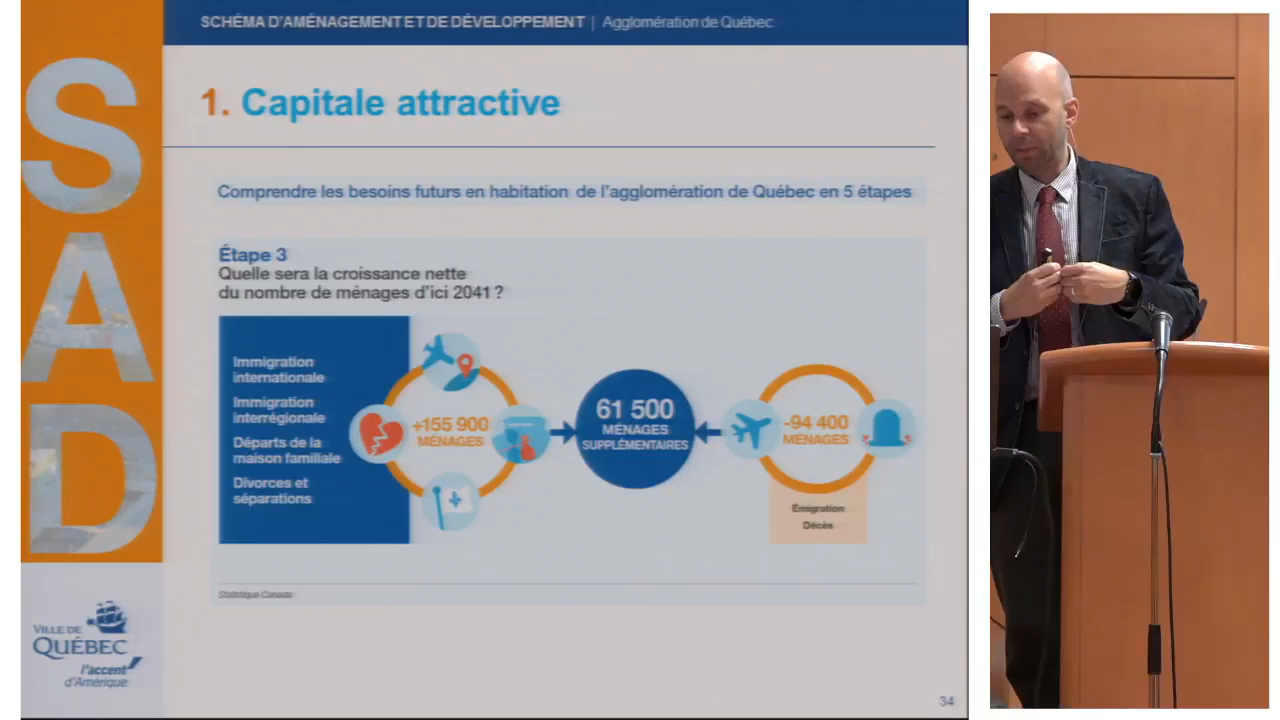 SCHÉMA D'AMÉNAGEMENT ET DE DÉVELOPPEMENT | Agglomération de Québec
SAD
1. Capitale attractive
Comprendre les besoins futurs en habitation de l'agglomération de Québec en 5 étapes
Étape 3
Quelle sera la croissance nette
du nombre de ménages d'ici 2041 ?
Immigration
internationale
Immigration
interrégionale
Départs de la
maison familiale
Divorces et
séparations
+155 900
MÉNAGES
61 500
MÉNAGES
SUPPLÉMENTAIRES
-94 400
MÉNAGES
Émigration
Décès
Statistique Canada
VILLE DE
QUÉBEC
l'accent
d'Amérique
34